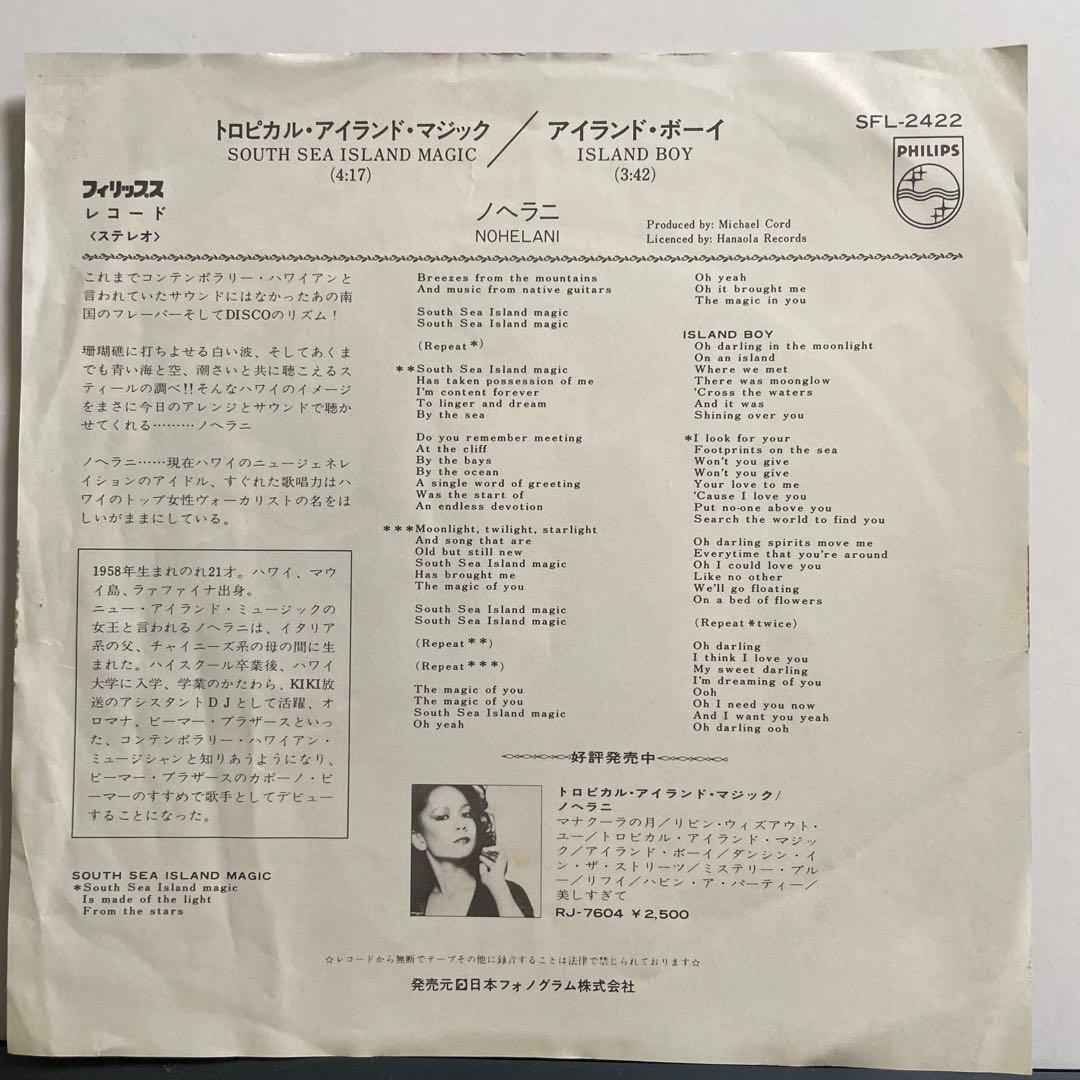 トロピカル・アイランド・マジック／アイランド・ボーイ
SOUTH SEA ISLAND MAGIC
(4:17)
ISLAND BOY
(3:42)
SFL-2422
PHILIPS
フィリップス
レコード
〈ステレオ〉
ノヘラニ
NOHELANI
Produced by: Michael Cord
Licenced by: Hanaola Records
これまでコンテンポラリー・ハワイアンと
言われていたサウンドにはなかったあの南
国のフレーバーそしてDISCOのリズム！
珊瑚礁に打ちよせる白い波、そしてあくま
でも青い海と空、潮さいと共に聴こえるス
ティールの調べ!!そんなハワイのイメージ
をまさに今日のアレンジとサウンドで聴か
せてくれる………ノヘラニ
ノヘラニ……現在ハワイのニュージェネレ
イションのアイドル、すぐれた歌唱力はハ
ワイのトップ女性ヴォーカリストの名をほ
しいがままにしている。
1958年生まれのれ21才。ハワイ、マウ
イ島、ラァファイナ出身。
ニュー・アイランド・ミュージックの
女王と言われるノヘラニは、イタリア
系の父、チャイニーズ系の母の間に生
まれた。ハイスクール卒業後、ハワイ
大学に入学、学業のかたわら、KIKI放
送のアシスタントDJとして活躍、オ
ロマナ、ビーマー・ブラザースといっ
た、コンテンポラリー・ハワイアン・
ミュージシャンと知りあうようになり、
ビーマー・ブラザースのカポーノ・ビ
ーマーのすすめで歌手としてデビュー
することになった。
SOUTH SEA ISLAND MAGIC
*South Sea Island magic
Is made of the light
From the stars
Breezes from the mountains
And music from native guitars
South Sea Island magic
South Sea Island magic
(Repeat *)
**South Sea Island magic
Has taken possession of me
I'm content forever
To linger and dream
By the sea
Do you remember meeting
At the cliff
By the bays
By the ocean
A single word of greeting
Was the start of
An endless devotion
***Moonlight, twilight, starlight
And song that are
Old but still new
South Sea Island magic
Has brought me
The magic of you
South Sea Island magic
South Sea Island magic
(Repeat **)
(Repeat ***)
The magic of you
The magic of you
South Sea Island magic
Oh yeah
Oh yeah
Oh it brought me
The magic in you
ISLAND BOY
Oh darling in the moonlight
On an island
Where we met
There was moonglow
'Cross the waters
And it was
Shining over you
*I look for your
Footprints on the sea
Won't you give
Won't you give
Your love to me
'Cause I love you
Put no-one above you
Search the world to find you
Oh darling spirits move me
Everytime that you're around
Oh I could love you
Like no other
We'll go floating
On a bed of flowers
(Repeat *twice)
Oh darling
I think I love you
My sweet darling
I'm dreaming of you
Ooh
Oh I need you now
And I want you yeah
Oh darling ooh
好評発売中
トロピカル・アイランド・マジック/
ノヘラニ
マナクーラの月／リビン・ウィズアウト・
ユー／トロピカル・アイランド・マジッ
ク／アイランド・ボーイ／ダンシン・イ
ン・ザ・ストリーツ／ミステリー・ブル
ー／リフイ／ハビン・ア・パーティー／
美しすぎて
RJ-7604 ¥2,500
☆レコードから無断でテープその他に録音することは法律で禁じられております☆
発売元 日本フォノグラム株式会社